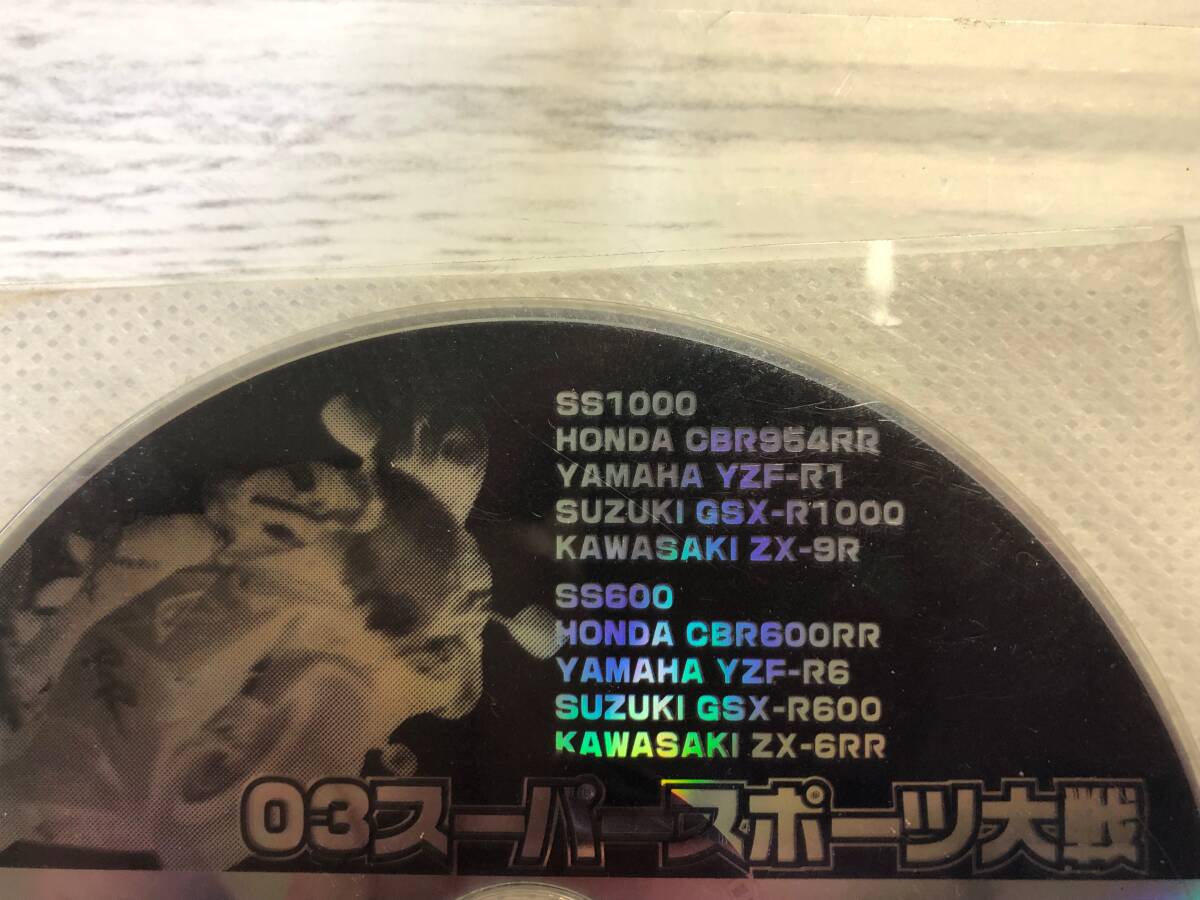 SS1000
HONDA CBR954RR
YAMAHA YZF-R1
SUZUKI GSX-R1000
KAWASAKI ZX-9R
SS600
HONDA CBR600RR
YAMAHA YZF-R6
SUZUKI GSX-R600
KAWASAKI ZX-6RR
03スーパースポーツ大戦